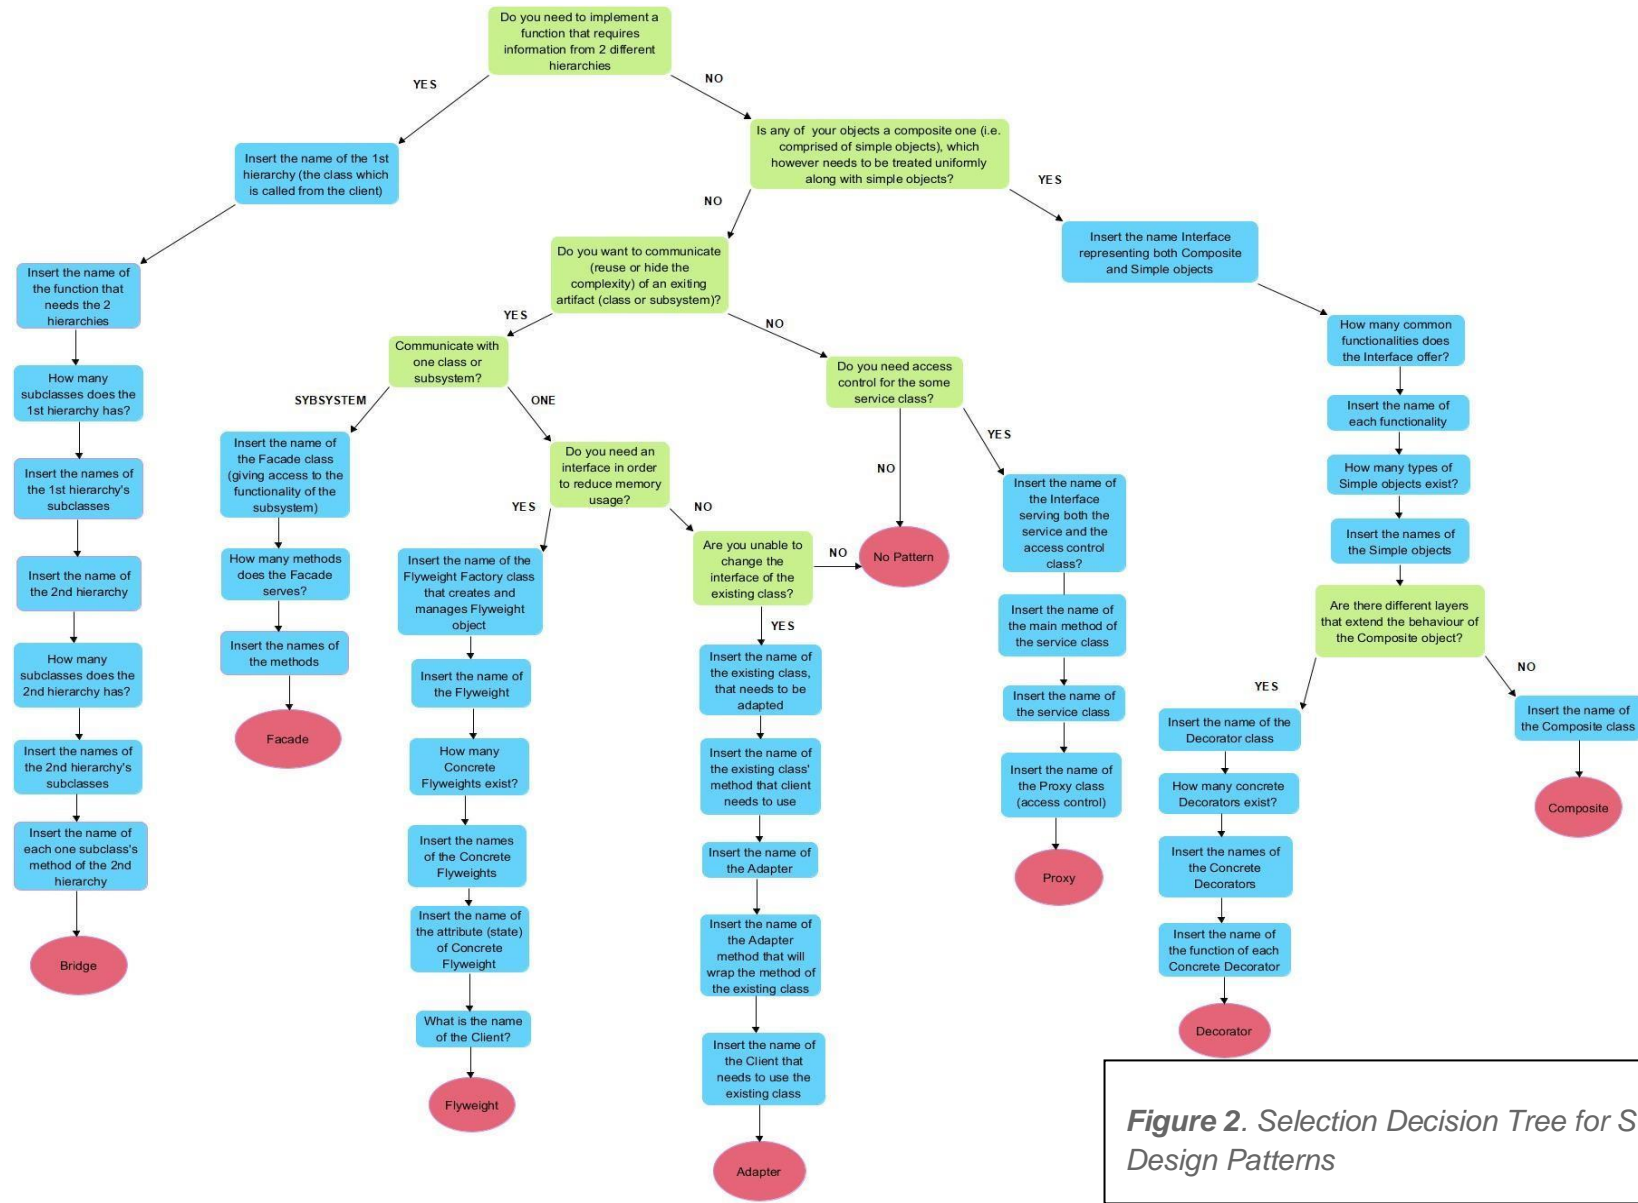 Do you need to implement a
function that requires
information from 2 different
hierarchies
YES
NO
Insert the name of the 1st
hierarchy (the class which
is called from the client)
Is any of your objects a composite one (i.e.
comprised of simple objects), which
however needs to be treated uniformly
along with simple objects?
NO
YES
Insert the name of
the function that
needs the 2
hierarchies
Do you want to communicate
(reuse or hide the
complexity) of an exiting
artifact (class or subsystem)?
Insert the name Interface
representing both Composite
and Simple objects
YES
NO
How many
subclasses does the
1st hierarchy has?
Communicate with
one class or
subsystem?
Do you need access
control for the some
service class?
How many common
functionalities does
the Interface offer?
SYBSYSTEM
ONE
NO
YES
Insert the name of
each functionality
Insert the names of
the 1st hierarchy's
subclasses
Insert the name of
the Facade class
(giving access to the
functionality of the
subsystem)
Do you need an
interface in order
to reduce memory
usage?
YES
NO
Insert the name of
the Interface
serving both the
service and the
access control
class?
How many types of
Simple objects exist?
Insert the names of
the Simple objects
Insert the name of
the 2nd hierarchy
How many methods
does the Facade
serves?
Insert the name of the
Flyweight Factory class
that creates and
manages Flyweight
object
Are you unable to
change the
interface of the
existing class?
NO
No Pattern
YES
Insert the name of
the main method of
the service class
Are there different layers
that extend the behaviour of
the Composite object?
YES
NO
How many
subclasses does the
2nd hierarchy has?
Insert the names of
the methods
Insert the name of
the Flyweight
Insert the name of
the existing class,
that needs to be
adapted
Insert the name of
the service class
Insert the name of the
Decorator class
Insert the name of
the Composite class
Insert the names of
the 2nd hierarchy's
subclasses
Facade
How many
Concrete
Flyweights exist?
Insert the name of
the existing class'
method that client
needs to use
Insert the name of
the Proxy class
(access control)
How many concrete
Decorators exist?
Composite
Insert the name of
each one subclass's
method of the 2nd
hierarchy
Insert the names
of the Concrete
Flyweights
Insert the name of
the Adapter
Proxy
Insert the names of
the Concrete
Decorators
Bridge
Insert the name of
the attribute (state)
of Concrete
Flyweight
Insert the name of
the Adapter
method that will
wrap the method of
the existing class
Insert the name of
the function of each
Concrete Decorator
What is the name
of the Client?
Insert the name of
the Client that
needs to use the
existing class
Decorator
Flyweight
Adapter
Figure 2. Selection Decision Tree for S
Design Patterns